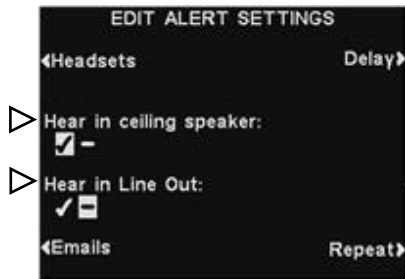 EDIT ALERT SETTINGS
Headsets Delay
Hear in ceiling speaker:
✓ –
Hear in Line Out:
✓ –
Emails Repeat